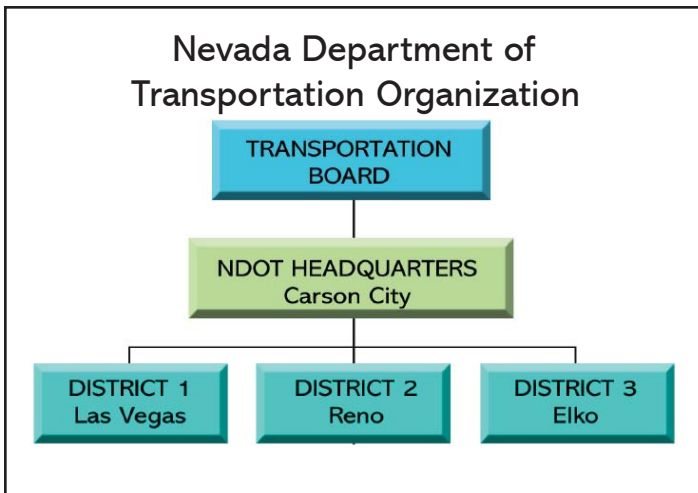 Nevada Department of
Transportation Organization
TRANSPORTATION
BOARD
NDOT HEADQUARTERS
Carson City
DISTRICT 1
Las Vegas
DISTRICT 2
Reno
DISTRICT 3
Elko